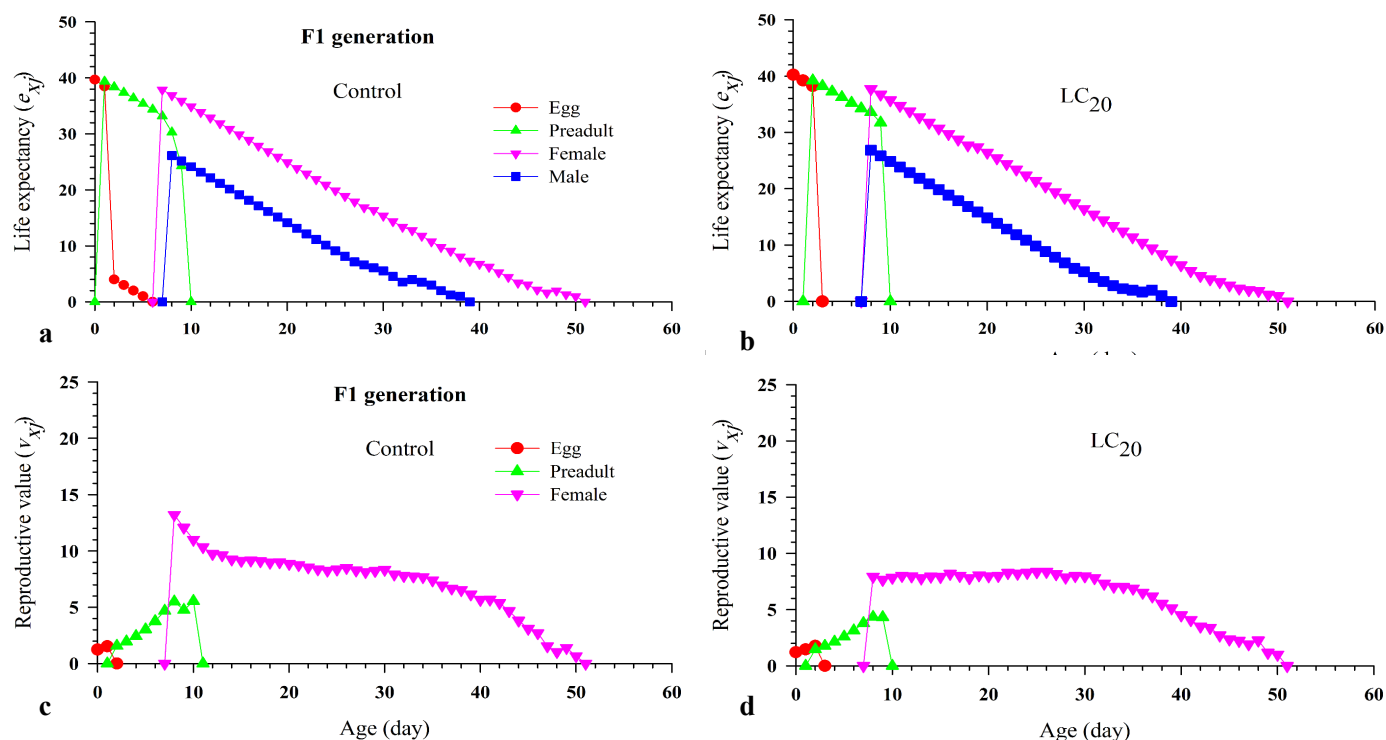 F1 generation
Control
Egg
Preadult
Female
Male
Life expectancy (e_xj)
50
40
30
20
10
0
0 10 20 30 40 50 60
a
LC20
Life expectancy (e_xj)
50
40
30
20
10
0
0 10 20 30 40 50 60
b
F1 generation
Control
Egg
Preadult
Female
Reproductive value (v_xj)
25
20
15
10
5
0
0 10 20 30 40 50 60
c
Age (day)
LC20
Reproductive value (v_xj)
25
20
15
10
5
0
0 10 20 30 40 50 60
d
Age (day)